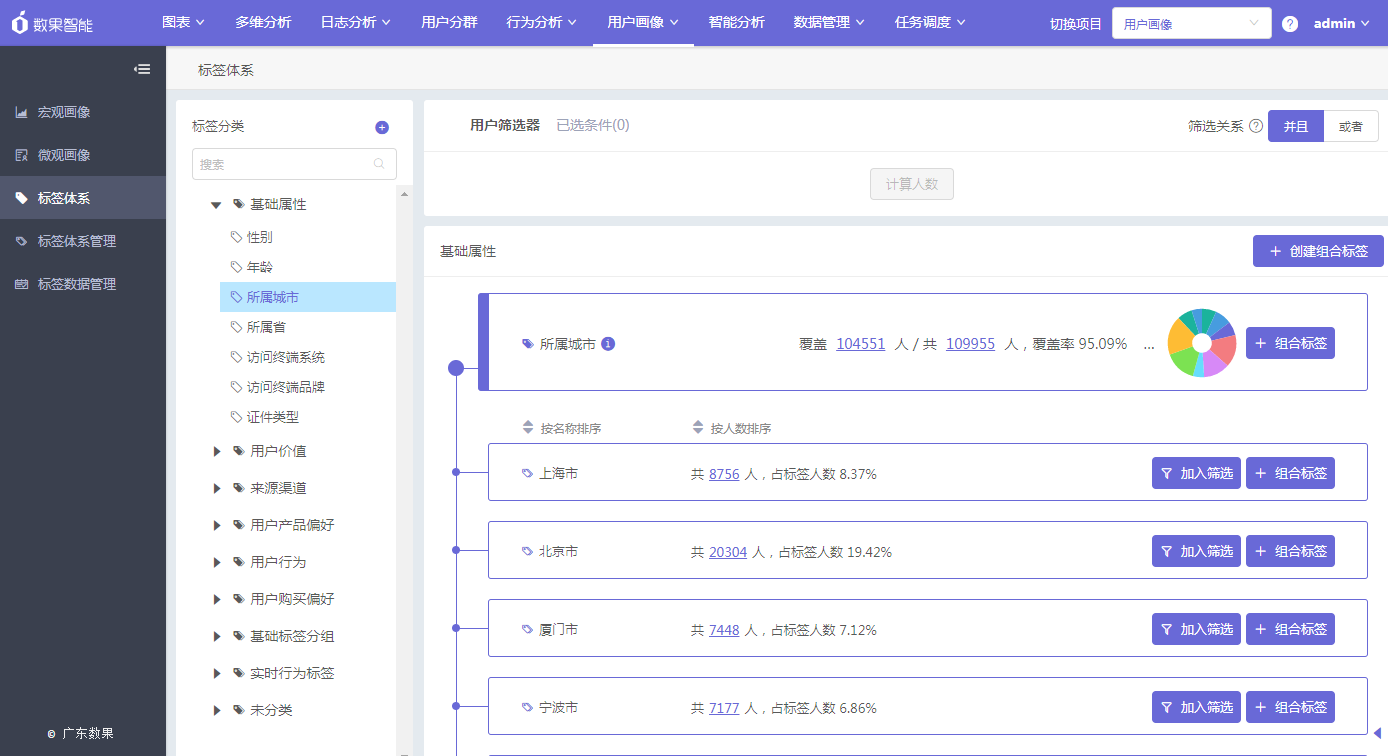 数果智能 图表 多维分析 日志分析 用户分群 行为分析 用户画像 智能分析 数据管理 任务调度 切换项目 用户画像 ? admin
标签体系
宏观画像
微观画像
标签体系
标签体系管理
标签数据管理
© 广东数果
标签分类
搜索
基础属性
性别
年龄
所属城市
所属省
访问终端系统
访问终端品牌
证件类型
用户价值
来源渠道
用户产品偏好
用户行为
用户购买偏好
基础标签分组
实时行为标签
未分类
用户筛选器 已选条件(0) 筛选关系 ? 并且 或者
计算人数
基础属性 + 创建组合标签
所属城市 覆盖 104551 人 / 共 109955 人，覆盖率 95.09% ... + 组合标签
按名称排序 按人数排序
上海市 共 8756 人，占标签人数 8.37% 加入筛选 + 组合标签
北京市 共 20304 人，占标签人数 19.42% 加入筛选 + 组合标签
厦门市 共 7448 人，占标签人数 7.12% 加入筛选 + 组合标签
宁波市 共 7177 人，占标签人数 6.86% 加入筛选 + 组合标签